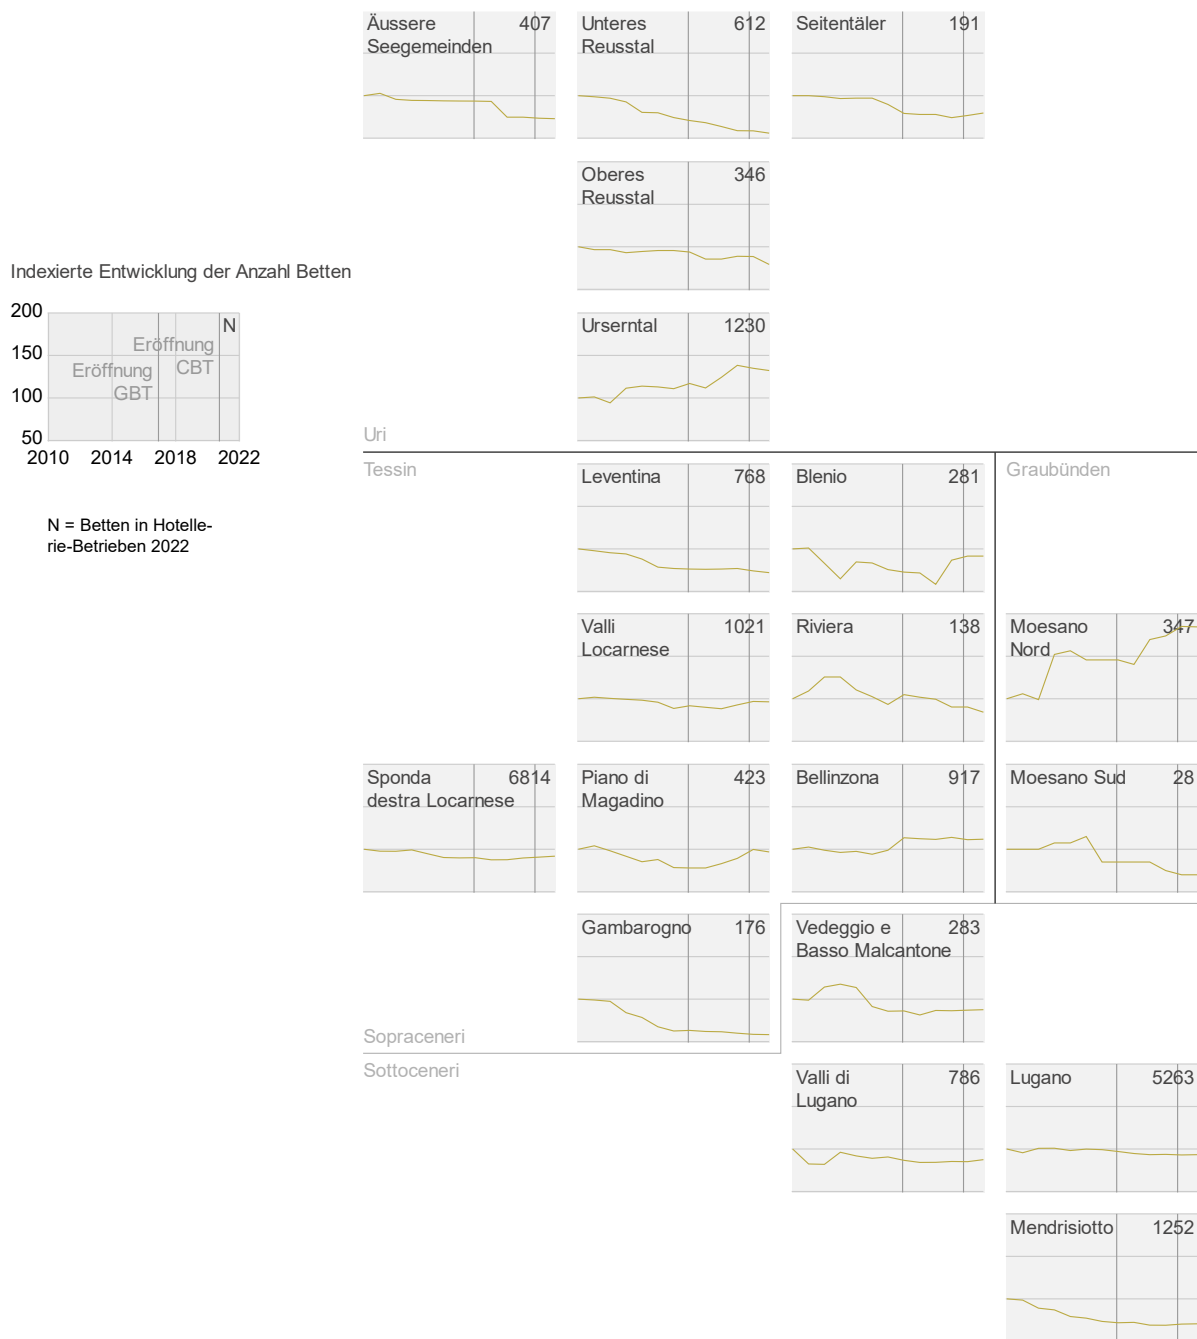 Äussere 407
Seegemeinden
Unteres 612
Reusstal
Seitentäler 191
Oberes 346
Reusstal
Indexierte Entwicklung der Anzahl Betten
200
150
100
50
N
Eröffnung
CBT
Eröffnung
GBT
2010 2014 2018 2022
N = Betten in Hotelle-
rie-Betrieben 2022
Urserntal 1230
Uri
Tessin
Graubünden
Leventina 768
Blenio 281
Valli 1021
Locarnese
Riviera 138
Moesano 347
Nord
Sponda 6814
destra Locarnese
Piano di 423
Magadino
Bellinzona 917
Moesano Sud 28
Gambarogno 176
Vedeggio e 283
Basso Malcantone
Sopraceneri
Sottoceneri
Valli di 786
Lugano
Lugano 5263
Mendrisiotto 1252